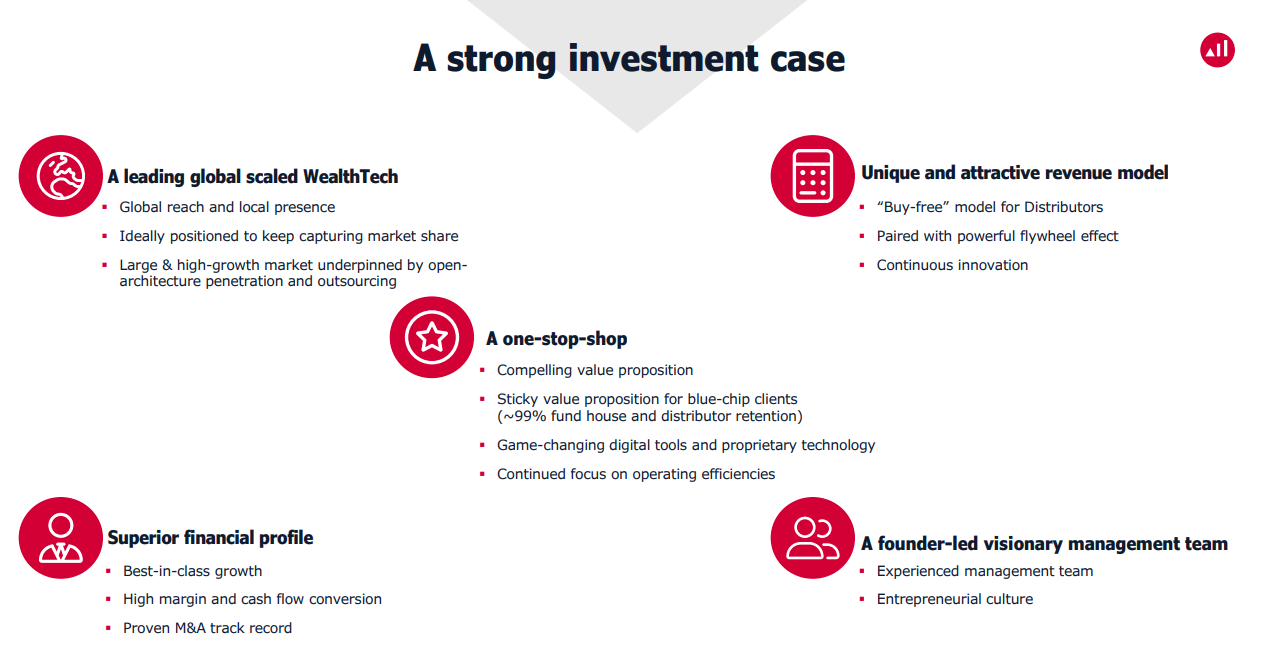 A strong investment case
A leading global scaled WealthTech
▪ Global reach and local presence
▪ Ideally positioned to keep capturing market share
▪ Large & high-growth market underpinned by open-
architecture penetration and outsourcing
Unique and attractive revenue model
▪ “Buy-free” model for Distributors
▪ Paired with powerful flywheel effect
▪ Continuous innovation
A one-stop-shop
▪ Compelling value proposition
▪ Sticky value proposition for blue-chip clients
(~99% fund house and distributor retention)
▪ Game-changing digital tools and proprietary technology
▪ Continued focus on operating efficiencies
Superior financial profile
▪ Best-in-class growth
▪ High margin and cash flow conversion
▪ Proven M&A track record
A founder-led visionary management team
▪ Experienced management team
▪ Entrepreneurial culture